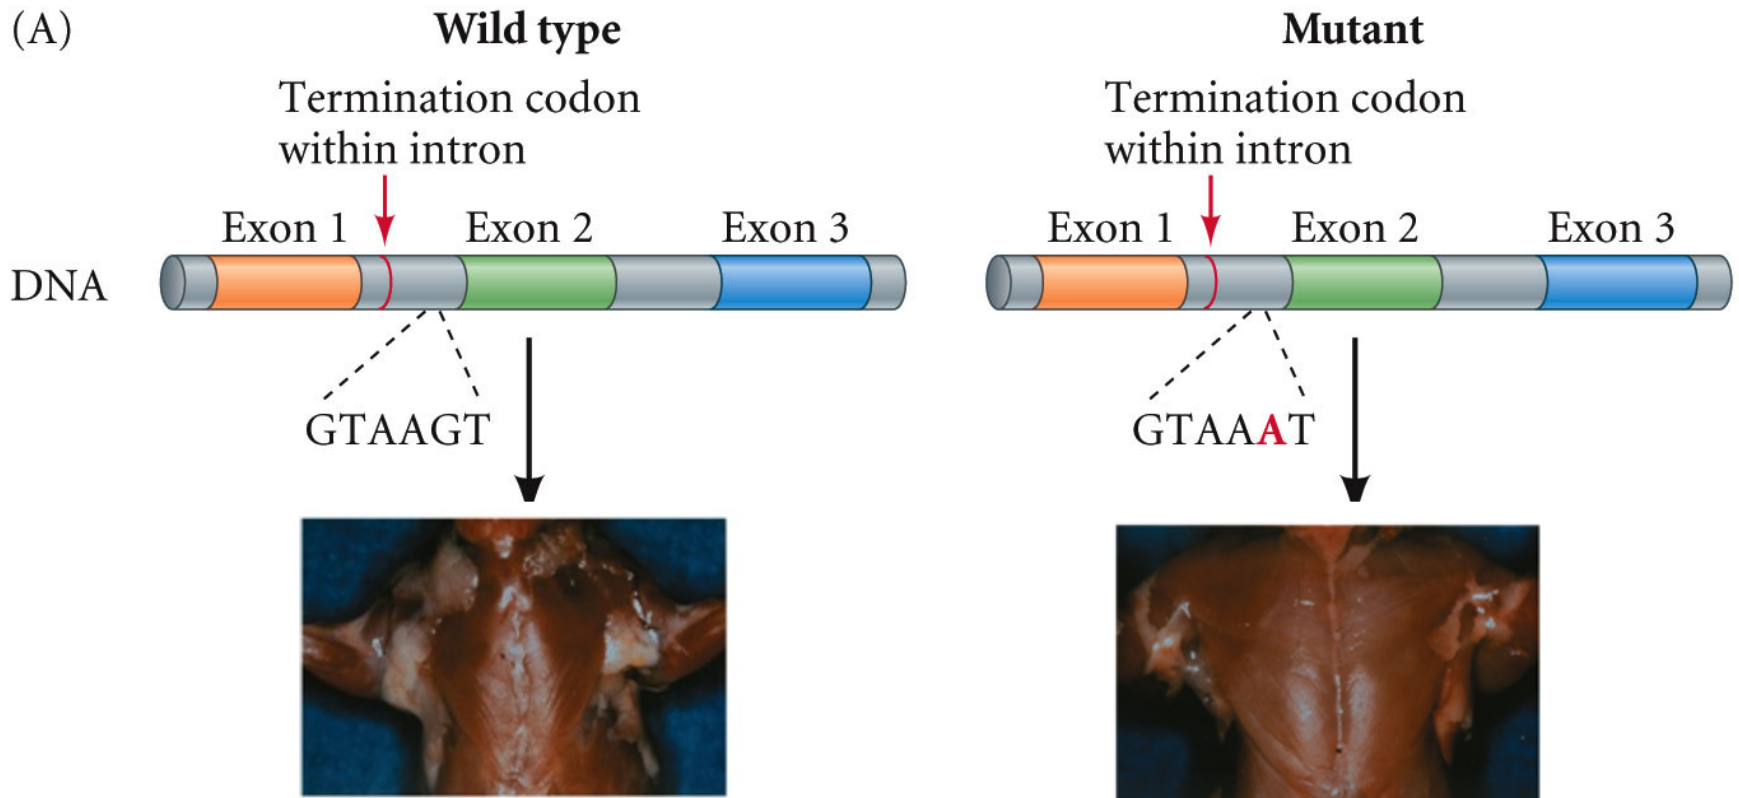 (A)
Wild type
Mutant
Termination codon
within intron
Termination codon
within intron
Exon 1
Exon 2
Exon 3
Exon 1
Exon 2
Exon 3
DNA
GTAAGT
GTAAAT